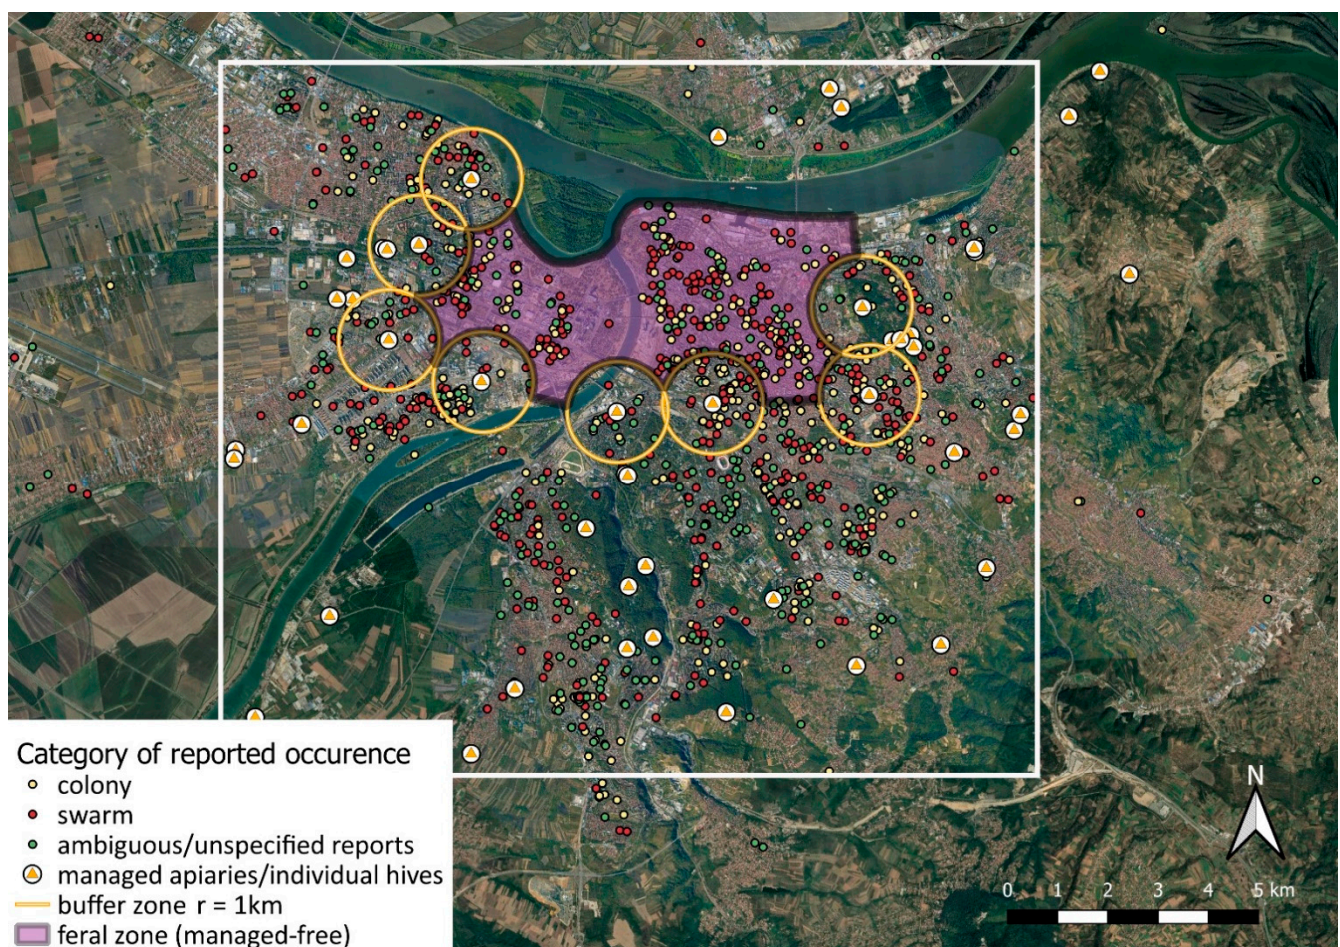 Category of reported occurence
colony
swarm
ambiguous/unspecified reports
managed apiaries/individual hives
buffer zone r = 1km
feral zone (managed-free)
N
0 1 2 3 4 5 km